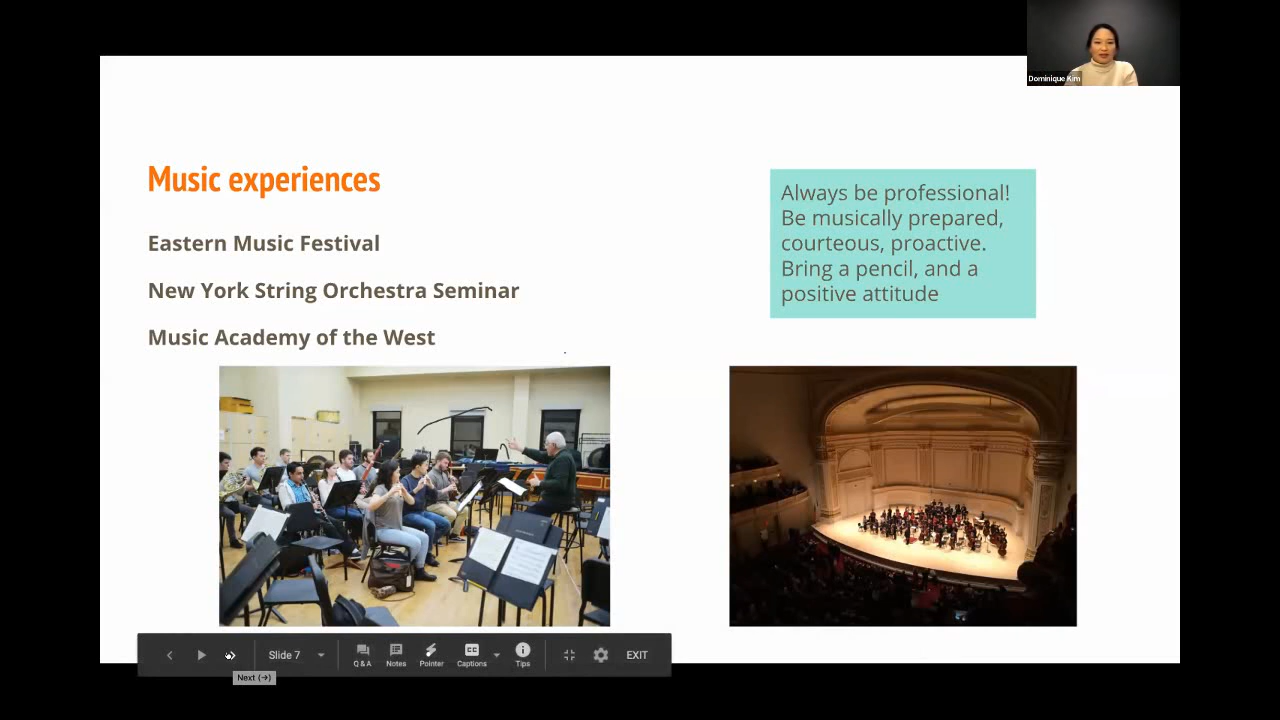 Dominique Kim
Music experiences
Always be professional!
Be musically prepared,
courteous, proactive.
Bring a pencil, and a
positive attitude
Eastern Music Festival
New York String Orchestra Seminar
Music Academy of the West
Slide 7
Q & A
Notes
Pointer
CC
Captions
Tips
EXIT
Next (→)